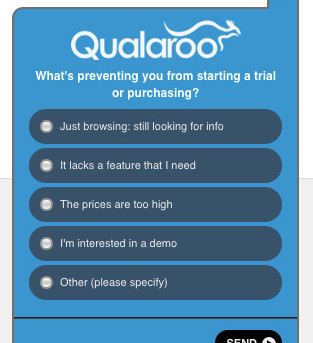 Qualaroo
What's preventing you from starting a trial
or purchasing?
Just browsing: still looking for info
It lacks a feature that I need
The prices are too high
I'm interested in a demo
Other (please specify)
SEND